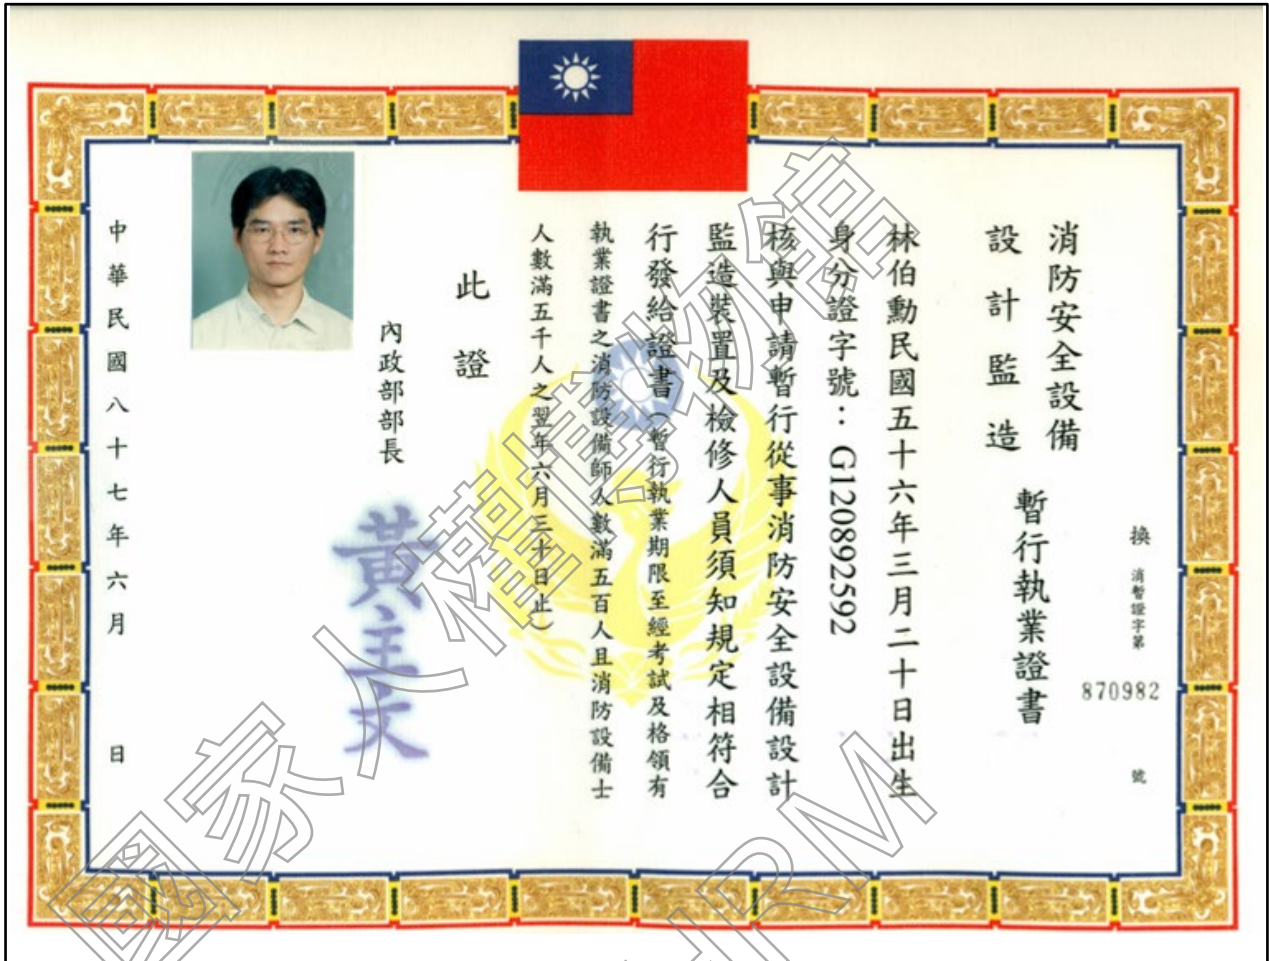 換 消暫證字第 870982 號
消防安全設備
設計監造
暫行執業證書
林伯勳民國五十六年三月二十日出生
身分證字號：G120892592
核與申請暫行從事消防安全設備設計
監造裝置及檢修人員須知規定相符合
行發給證書（暫行執業期限至經考試及格領有
執業證書之消防設備師人數滿五百人且消防設備士
人數滿五千人之翌年六月三十日止）
此證
內政部部長
黃主文
中華民國八十七年六月 日
國家人權博物館
HRM